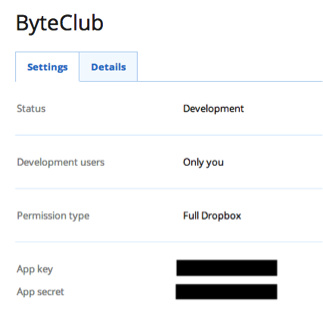 ByteClub
Settings Details
Status Development
Development users Only you
Permission type Full Dropbox
App key
App secret